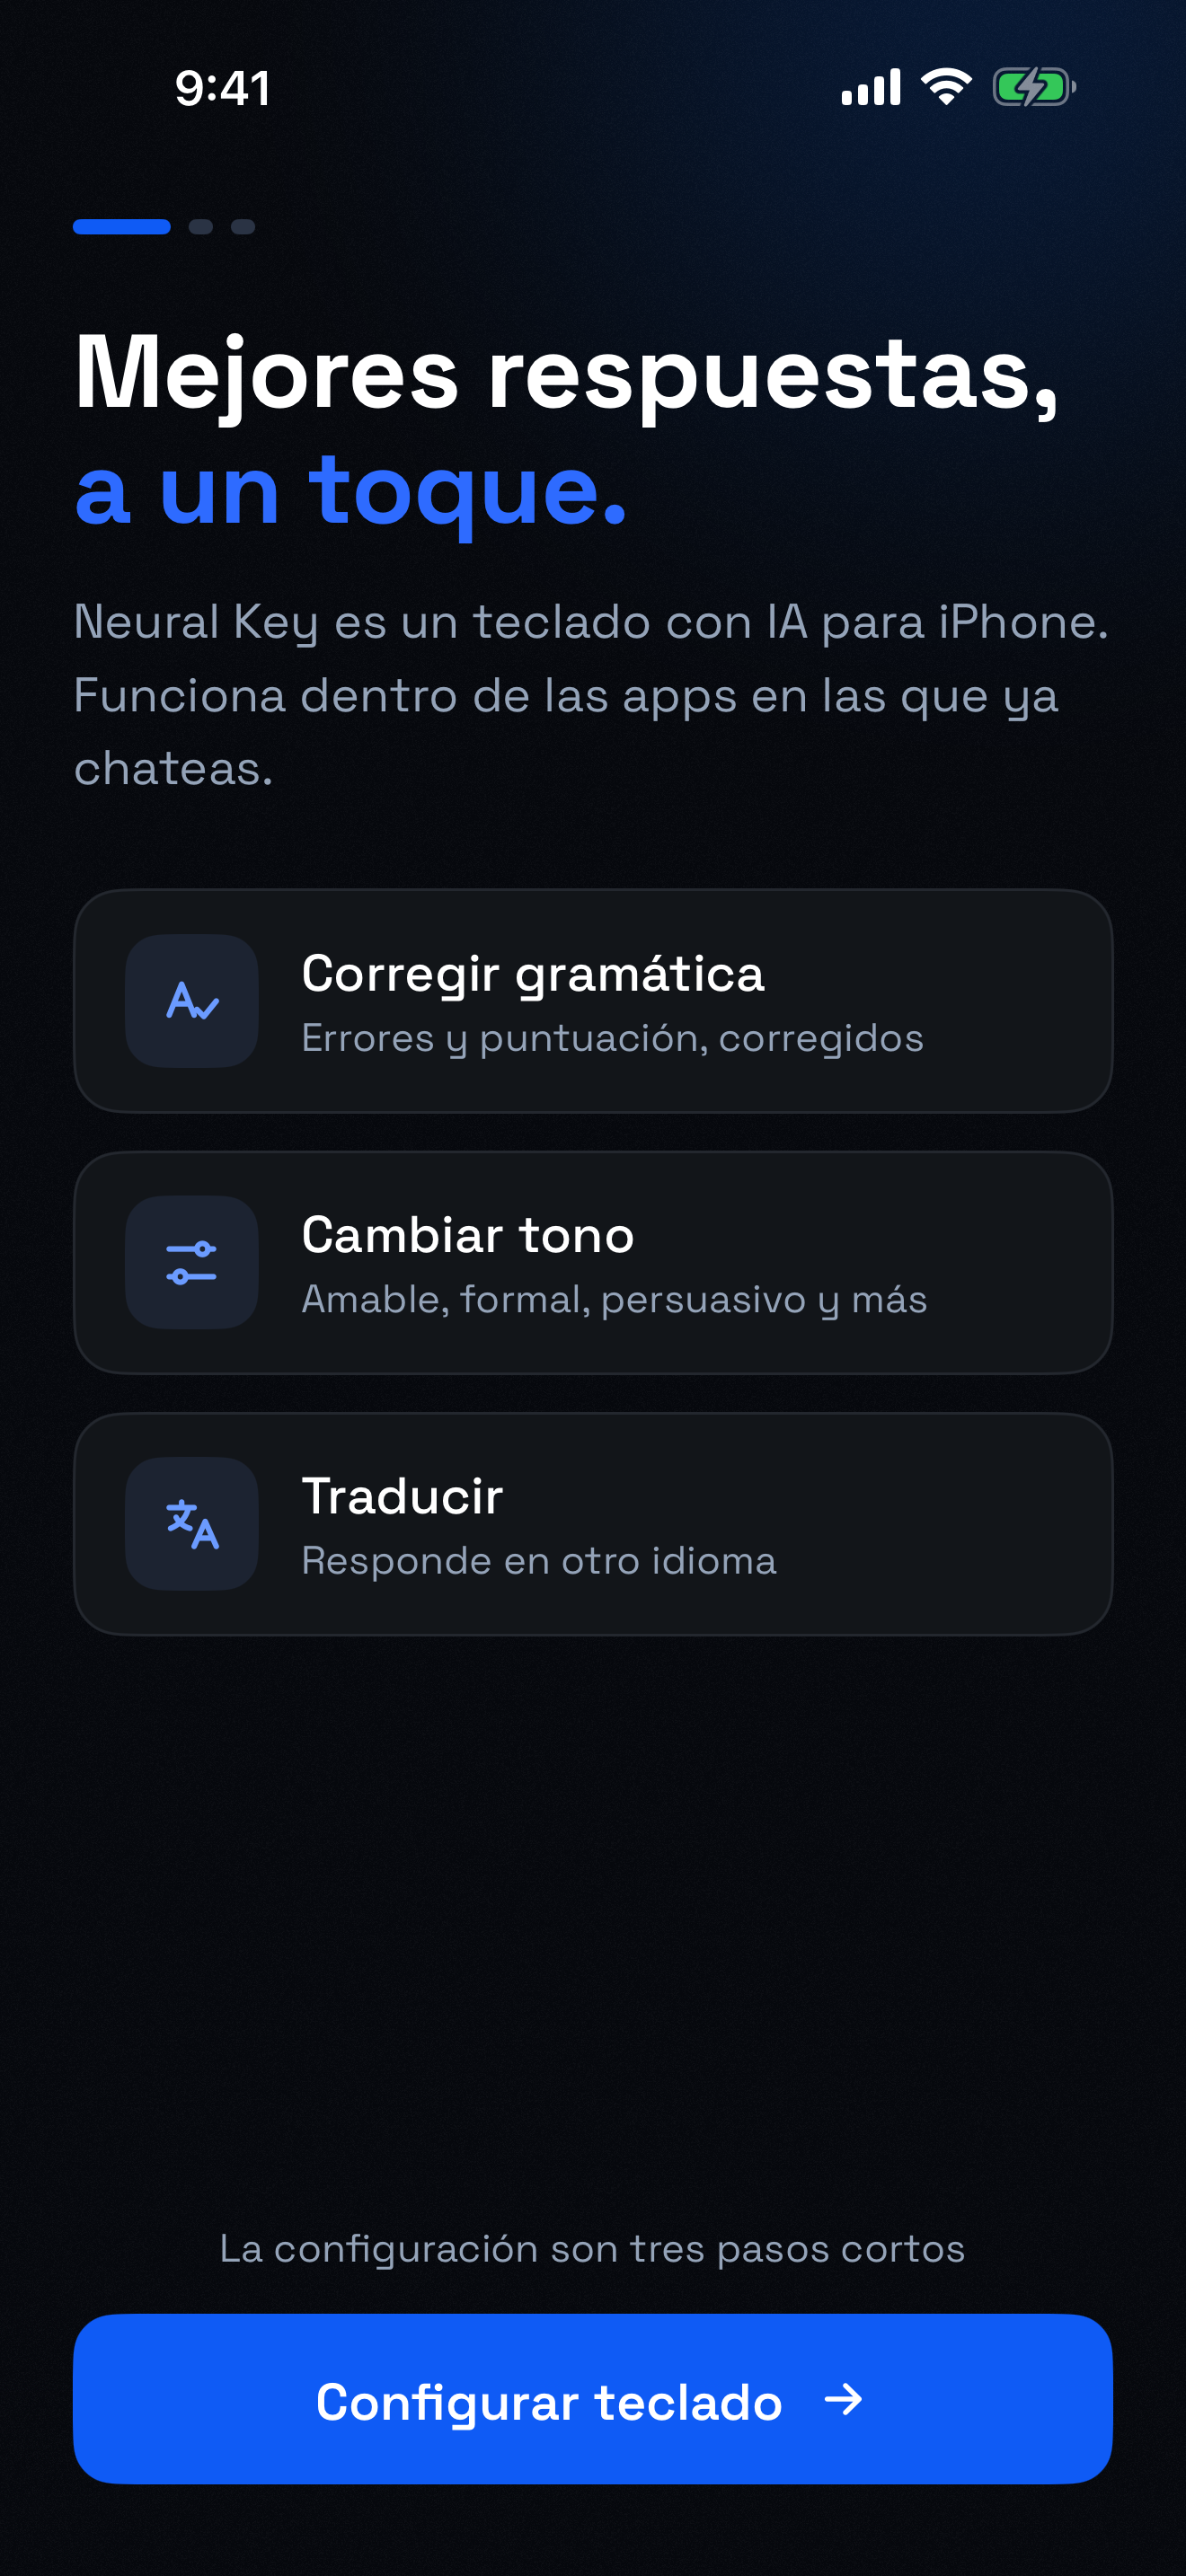 9:41
Mejores respuestas,
a un toque.
Neural Key es un teclado con IA para iPhone.
Funciona dentro de las apps en las que ya
chateas.
Corregir gramática
Errores y puntuación, corregidos
Cambiar tono
Amable, formal, persuasivo y más
Traducir
Responde en otro idioma
La configuración son tres pasos cortos
Configurar teclado →